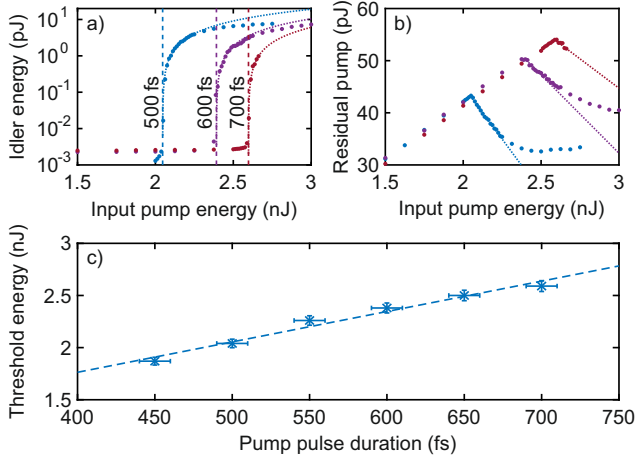 a)
Idler energy (pJ)
10^1
10^0
10^-1
10^-2
10^-3
500 fs
600 fs
700 fs
1.5
2
2.5
3
Input pump energy (nJ)
b)
Residual pump (pJ)
60
50
40
30
1.5
2
2.5
3
Input pump energy (nJ)
c)
Threshold energy (nJ)
3
2.5
2
1.5
400
450
500
550
600
650
700
750
Pump pulse duration (fs)